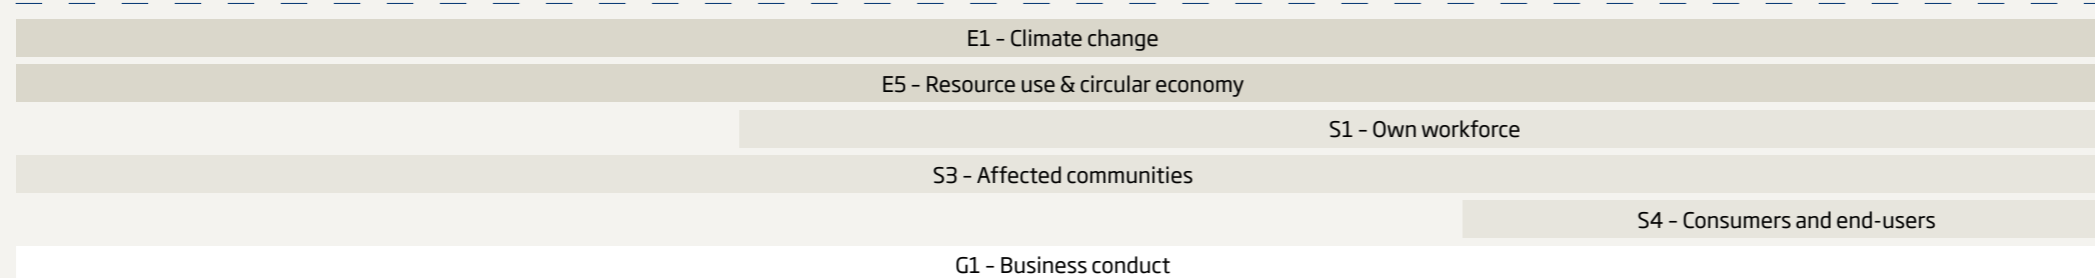 E1 – Climate change
E5 – Resource use & circular economy
S1 – Own workforce
S3 – Affected communities
S4 – Consumers and end-users
G1 – Business conduct